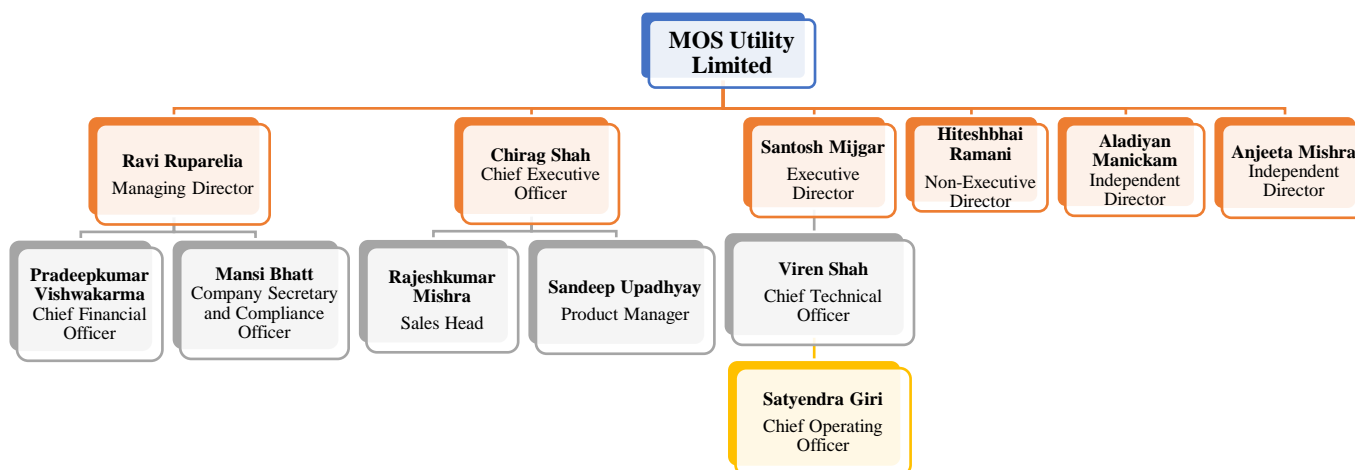 MOS Utility
Limited
Ravi Ruparelia
Managing Director
Chirag Shah
Chief Executive
Officer
Santosh Mijgar
Executive
Director
Hiteshbhai
Ramani
Non-Executive
Director
Aladiyan
Manickam
Independent
Director
Anjeeta Mishra
Independent
Director
Pradeepkumar
Vishwakarma
Chief Financial
Officer
Mansi Bhatt
Company Secretary
and Compliance
Officer
Rajeshkumar
Mishra
Sales Head
Sandeep Upadhyay
Product Manager
Viren Shah
Chief Technical
Officer
Satyendra Giri
Chief Operating
Officer